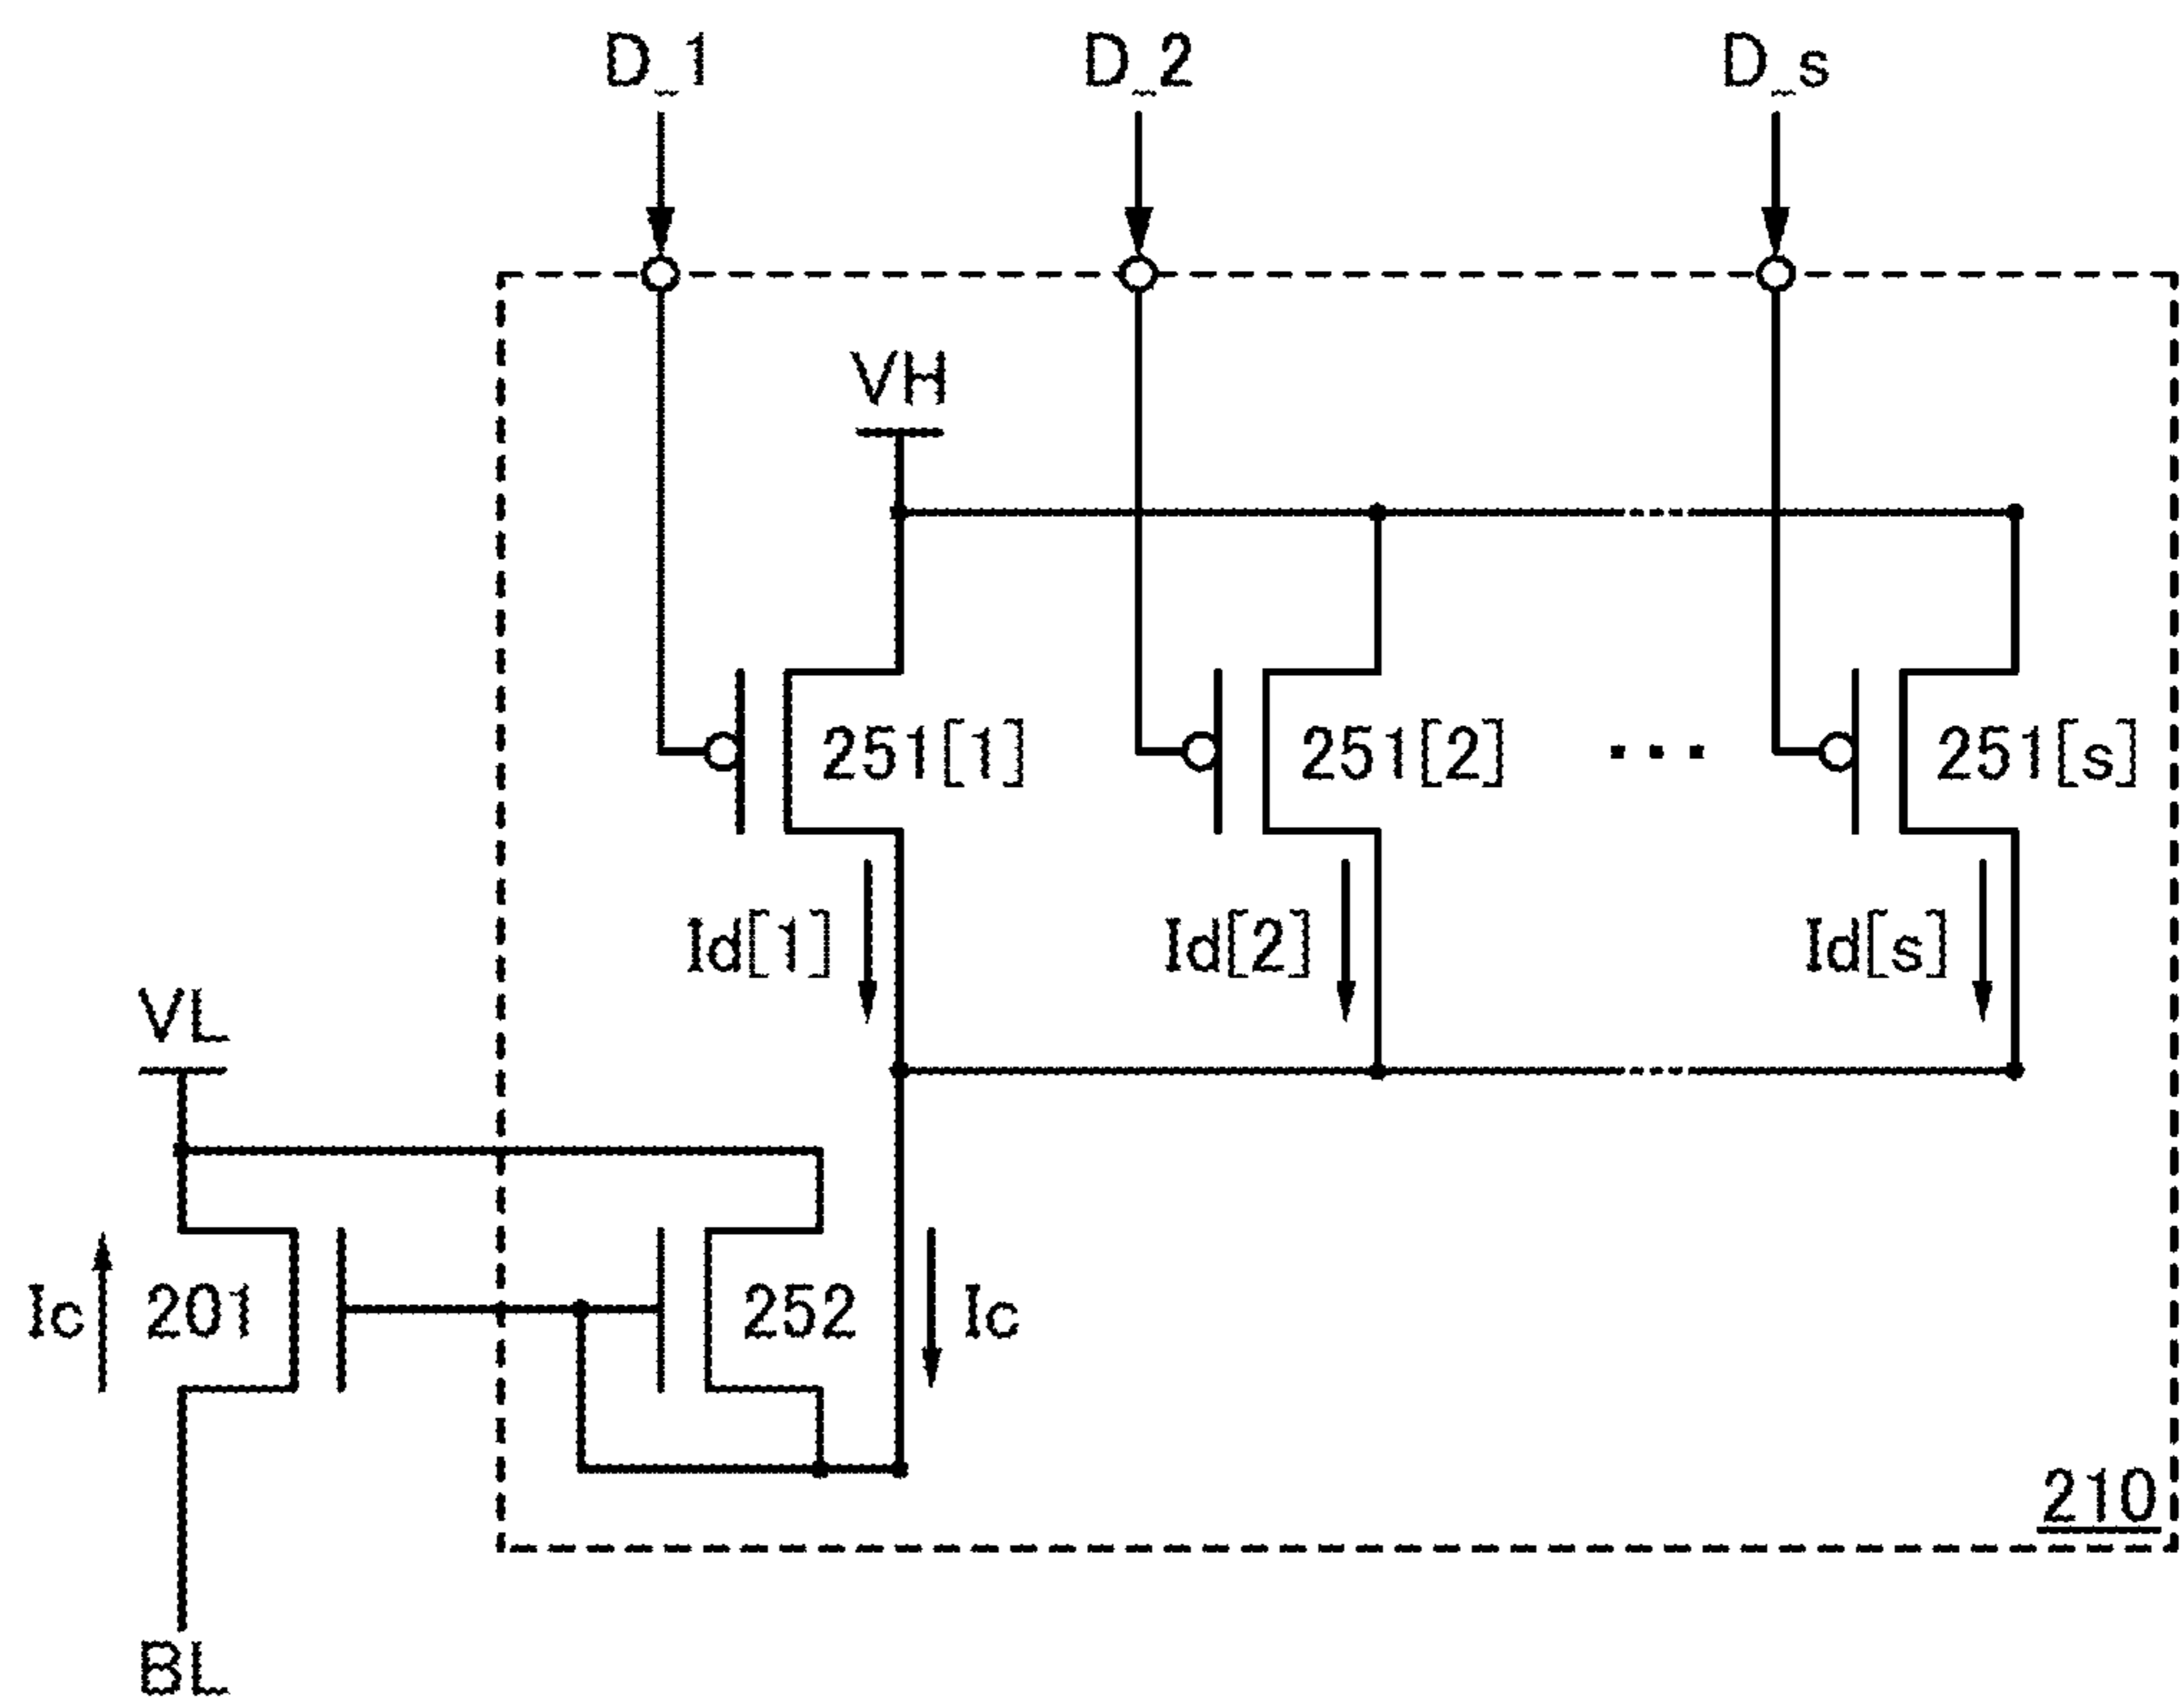 D_1 D_2 D_s
VH
251[1] 251[2] ··· 251[s]
Id[1] Id[2] Id[s]
VL
Ic 201 252 Ic
210
BL